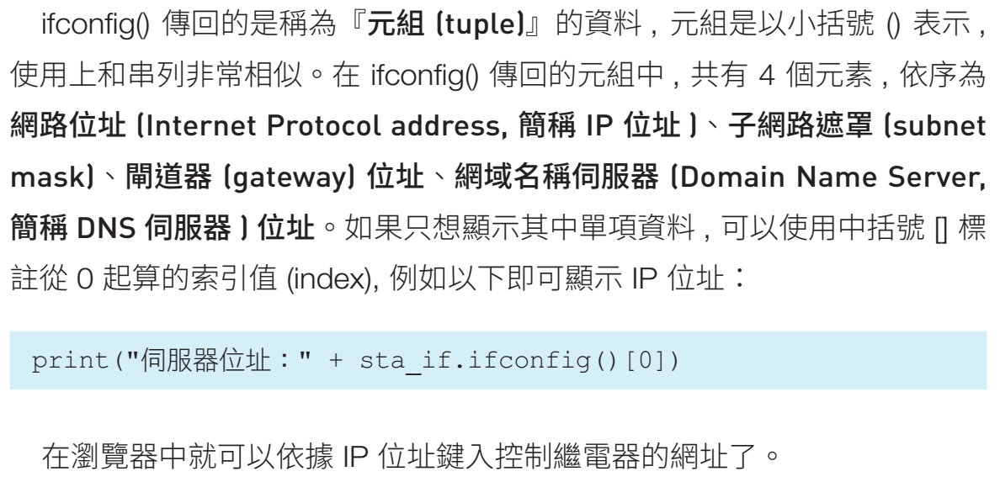 ifconfig() 傳回的是稱為『元組 (tuple)』的資料 , 元組是以小括號 () 表示 ,
使用上和串列非常相似。在 ifconfig() 傳回的元組中 , 共有 4 個元素 , 依序為
網路位址 (Internet Protocol address, 簡稱 IP 位址 )、子網路遮罩 (subnet
mask)、閘道器 (gateway) 位址、網域名稱伺服器 (Domain Name Server,
簡稱 DNS 伺服器 ) 位址。如果只想顯示其中單項資料 , 可以使用中括號 [] 標
註從 0 起算的索引值 (index), 例如以下即可顯示 IP 位址：
print("伺服器位址：" + sta_if.ifconfig()[0])
在瀏覽器中就可以依據 IP 位址鍵入控制繼電器的網址了。